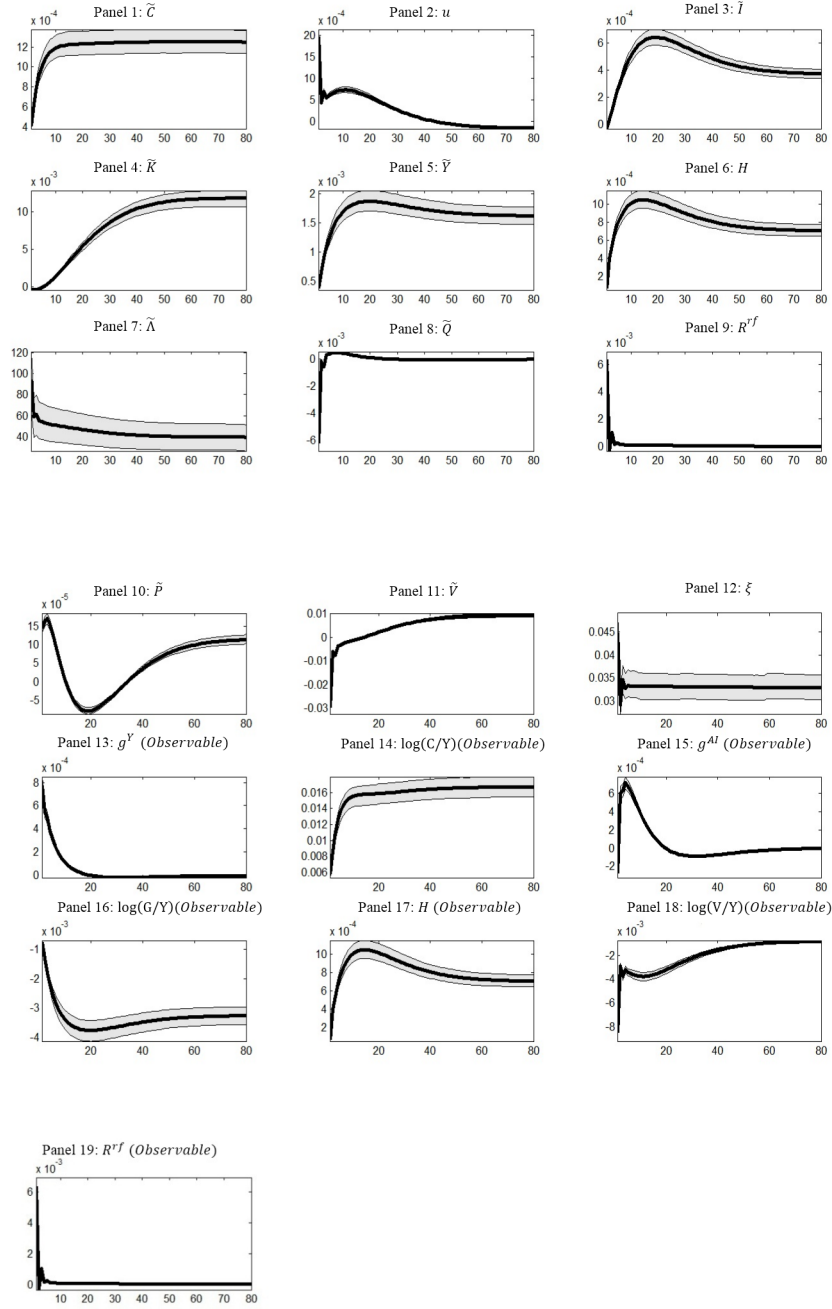 Panel 1: C̃
x 10⁻⁴
12
10
8
6
4
10 20 30 40 50 60 70 80
Panel 2: u
x 10⁻⁴
20
15
10
5
0
10 20 30 40 50 60 70 80
Panel 3: Ĩ
x 10⁻⁴
6
4
2
0
10 20 30 40 50 60 70 80
Panel 4: K̃
x 10⁻³
10
5
0
10 20 30 40 50 60 70 80
Panel 5: Ỹ
x 10⁻³
2
1.5
1
0.5
10 20 30 40 50 60 70 80
Panel 6: H
x 10⁻⁴
10
8
6
4
2
10 20 30 40 50 60 70 80
Panel 7: Λ̃
120
100
80
60
40
10 20 30 40 50 60 70 80
Panel 8: Q̃
x 10⁻³
0
-2
-4
-6
10 20 30 40 50 60 70 80
Panel 9: Rʳᶠ
x 10⁻³
6
4
2
0
10 20 30 40 50 60 70 80
Panel 10: P̃
x 10⁻⁵
15
10
5
0
-5
20 40 60 80
Panel 11: Ṽ
0.01
0
-0.01
-0.02
-0.03
20 40 60 80
Panel 12: ξ
0.045
0.04
0.035
0.03
20 40 60 80
Panel 13: gʸ (Observable)
x 10⁻⁴
8
6
4
2
0
20 40 60 80
Panel 14: log(C/Y)(Observable)
0.016
0.014
0.012
0.01
0.008
0.006
20 40 60 80
Panel 15: gᴬᴵ (Observable)
x 10⁻⁴
6
4
2
0
-2
20 40 60 80
Panel 16: log(G/Y)(Observable)
x 10⁻³
-1
-2
-3
-4
20 40 60 80
Panel 17: H (Observable)
x 10⁻⁴
10
8
6
4
2
20 40 60 80
Panel 18: log(V/Y)(Observable)
x 10⁻³
-2
-4
-6
-8
20 40 60 80
Panel 19: Rʳᶠ (Observable)
x 10⁻³
6
4
2
0
10 20 30 40 50 60 70 80